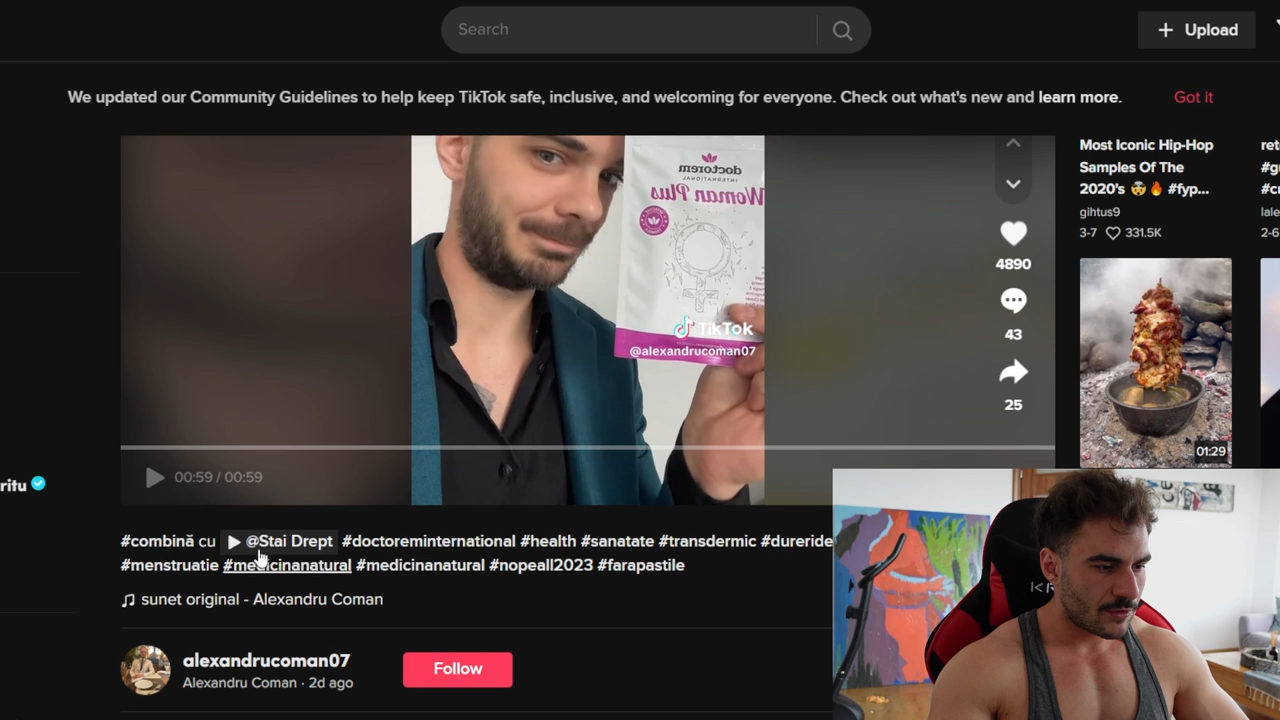 Search
Upload
We updated our Community Guidelines to help keep TikTok safe, inclusive, and welcoming for everyone. Check out what's new and learn more.
Got it
doctorem
INTERNATIONAL
Woman Plus
TikTok
@alexandrucoman07
4890
43
25
00:59 / 00:59
Most Iconic Hip-Hop
Samples Of The
2020's 🤯🔥 #fyp...
gihtus9
3-7 331.5K
01:29
ritu
#combină cu @Stai Drept #doctoreminternational #health #sanatate #transdermic #dureride
#menstruatie #medicinanatural #medicinanatural #nopeall2023 #farapastile
sunet original - Alexandru Coman
alexandrucoman07
Alexandru Coman · 2d ago
Follow